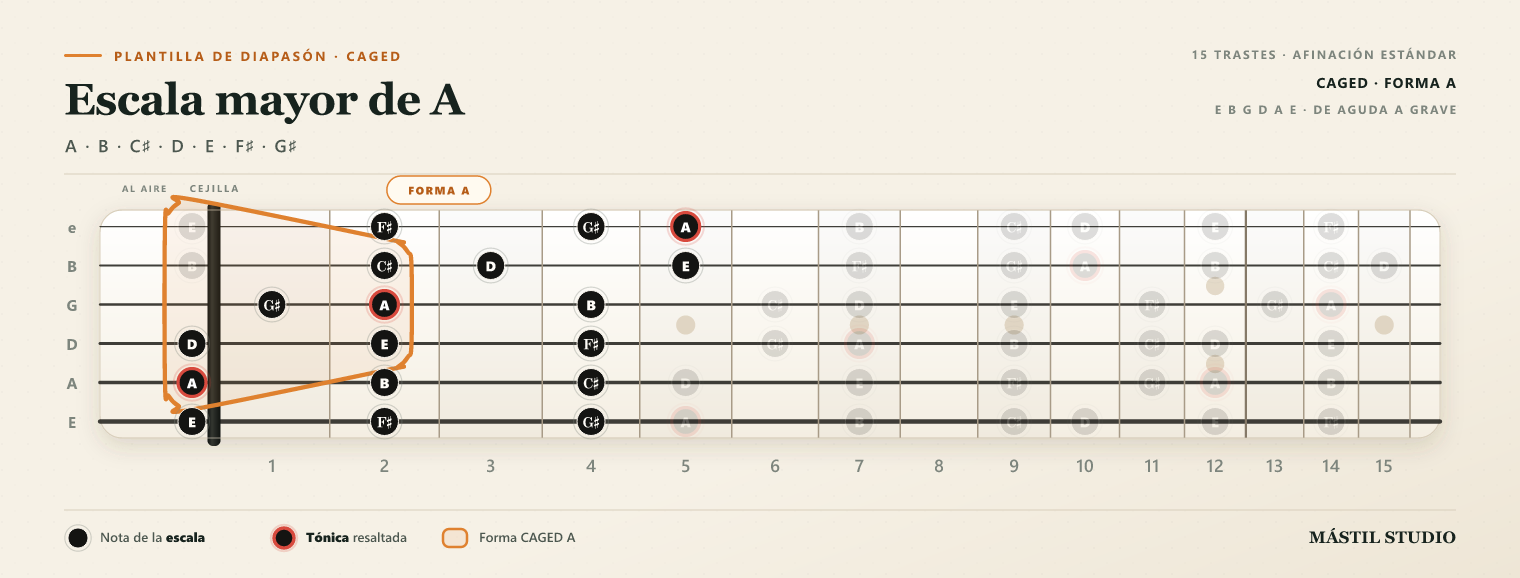 PLANTILLA DE DIAPASÓN · CAGED
Escala mayor de A
A · B · C♯ · D · E · F♯ · G♯
15 TRASTES · AFINACIÓN ESTÁNDAR
CAGED · FORMA A
E B G D A E · DE AGUDA A GRAVE
AL AIRE CEJILLA FORMA A
e E F♯ G♯ A B C♯ D E F♯
B B C♯ D E F♯ G♯ A B C♯ D
G G♯ A B C♯ D E F♯ G♯ A
D D E F♯ G♯ A B C♯ D E
A A B C♯ D E F♯ G♯ A B
E E F♯ G♯ A B C♯ D E F♯
1 2 3 4 5 6 7 8 9 10 11 12 13 14 15
Nota de la escala Tónica resaltada Forma CAGED A MÁSTIL STUDIO